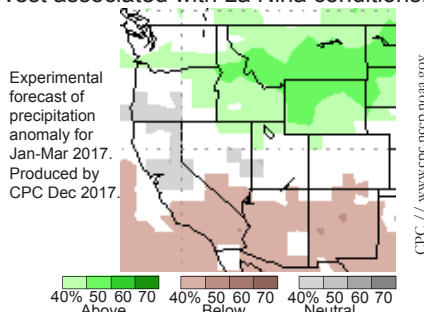 West associated with La Niña conditions.
Experimental
forecast of
precipitation
anomaly for
Jan-Mar 2017.
Produced by
CPC Dec 2017.
CPC // www.cpc.ncep.noaa.gov
40% 50 60 70 40% 50 60 70 40% 50 60 70
Above Below Neutral